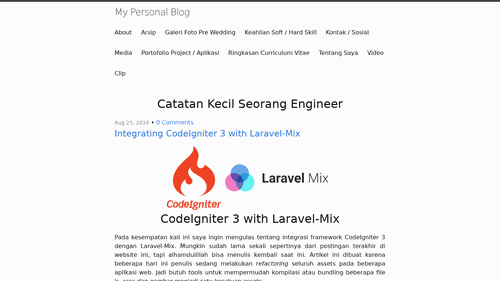 My Personal Blog
About Arsip Galeri Foto Pre Wedding Keahlian Soft / Hard Skill Kontak / Sosial
Media Portofolio Project / Aplikasi Ringkasan Curriculum Vitae Tentang Saya Video
Clip
Catatan Kecil Seorang Engineer
Aug 25, 2018 • 0 Comments
Integrating CodeIgniter 3 with Laravel-Mix
CodeIgniter
Laravel Mix
CodeIgniter 3 with Laravel-Mix
Pada kesempatan kali ini saya ingin mengulas tentang integrasi framework CodeIgniter 3
dengan Laravel-Mix. Mungkin sudah lama sekali sepertinya dari postingan terakhir di
website ini, tapi alhamdulillah bisa menulis kembali saat ini. Artikel ini dibuat karena
beberapa hari ini penulis sedang melakukan refactoring seluruh assets pada beberapa
aplikasi web. Jadi butuh tools untuk mempermudah kompilasi atau bundling beberapa file